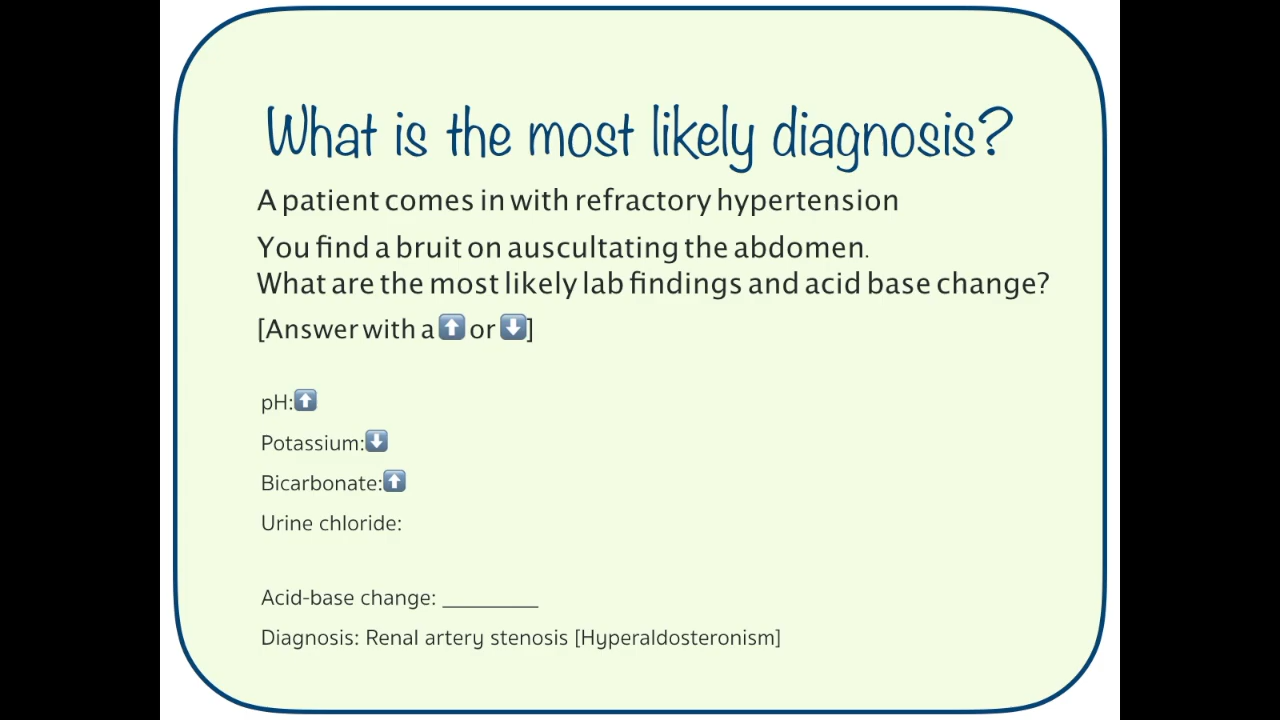 What is the most likely diagnosis?
A patient comes in with refractory hypertension
You find a bruit on auscultating the abdomen.
What are the most likely lab findings and acid base change?
[Answer with a ⬆️ or ⬇️]
pH:⬆️
Potassium:⬇️
Bicarbonate:⬆️
Urine chloride:
Acid-base change: _________
Diagnosis: Renal artery stenosis [Hyperaldosteronism]